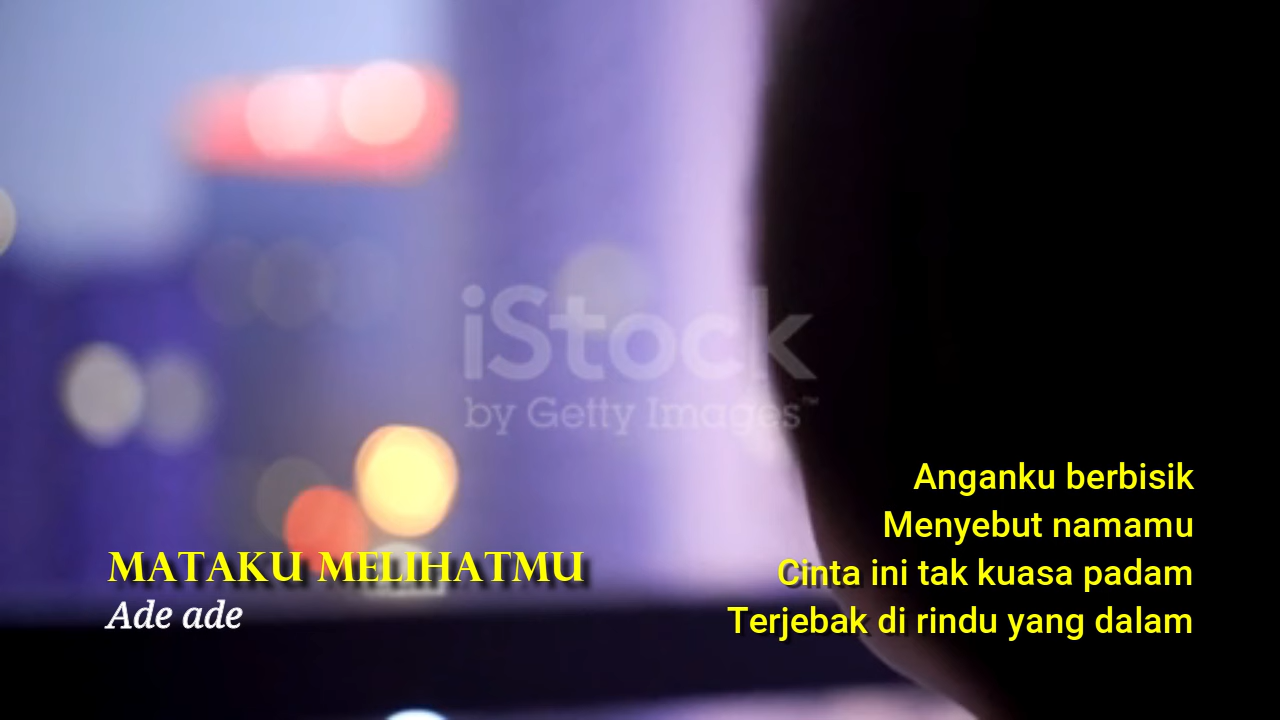 iStock
by Getty Images™
MATAKU MELIHATMU
Ade ade
Anganku berbisik
Menyebut namamu
Cinta ini tak kuasa padam
Terjebak di rindu yang dalam